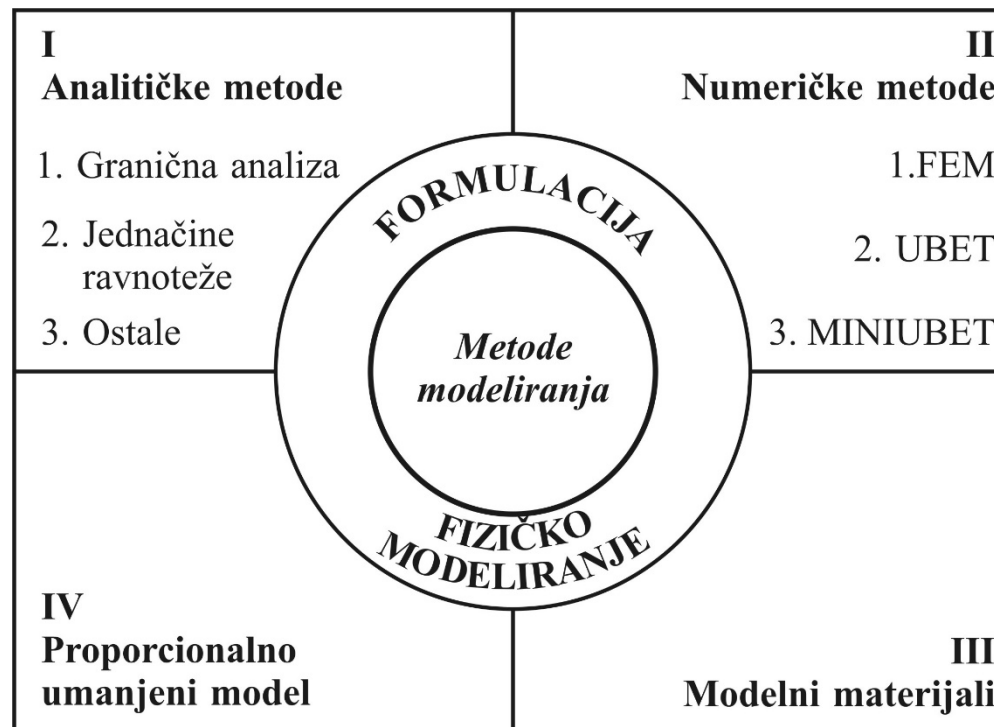 I
Analitičke metode
1. Granična analiza
2. Jednačine
ravnoteže
3. Ostale
II
Numeričke metode
1.FEM
2. UBET
3. MINIUBET
FORMULACIJA
Metode
modeliranja
FIZIČKO
MODELIRANJE
IV
Proporcionalno
umanjeni model
III
Modelni materijali